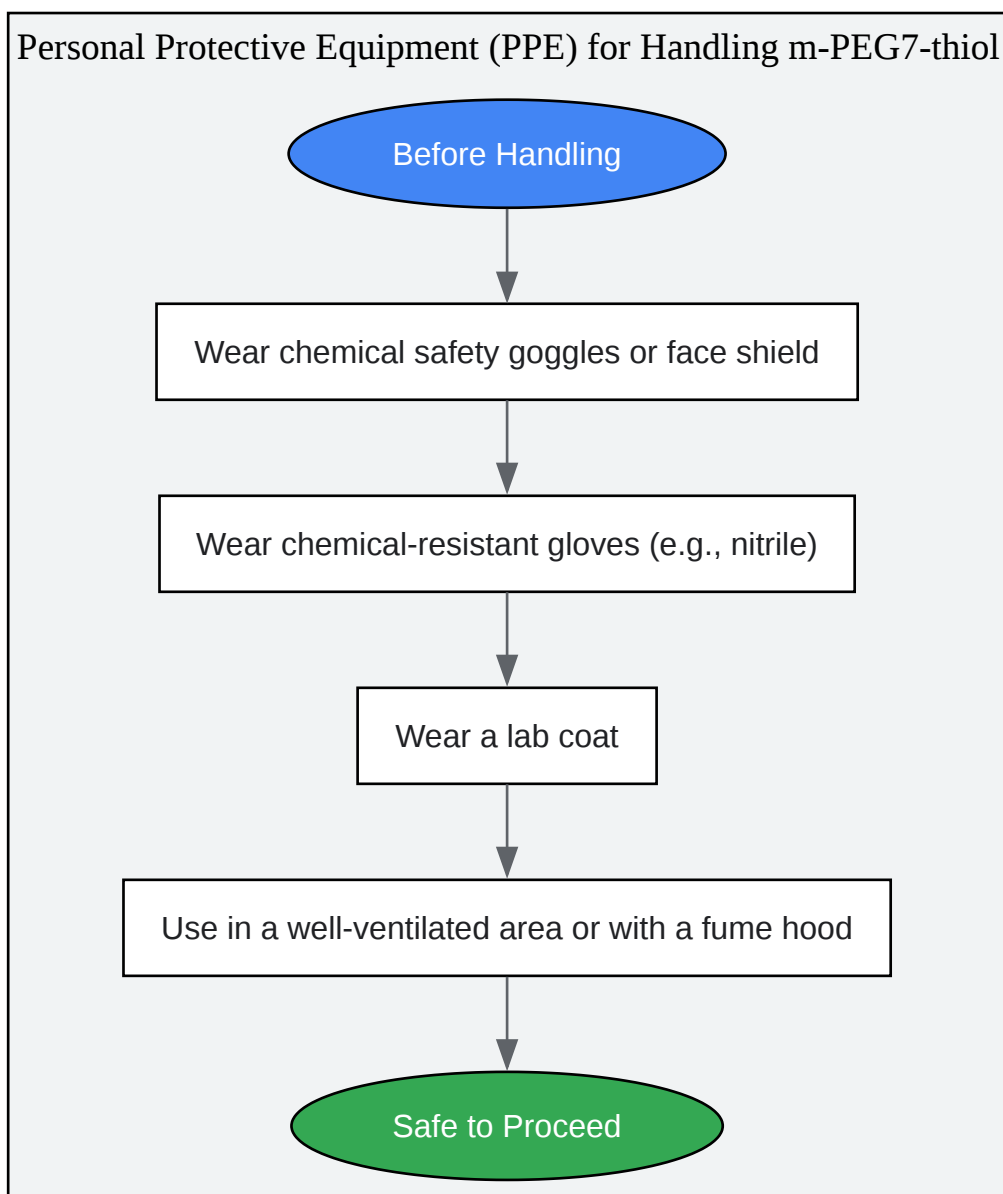 Personal Protective Equipment (PPE) for Handling m-PEG7-thiol
Before Handling
Wear chemical safety goggles or face shield
Wear chemical-resistant gloves (e.g., nitrile)
Wear a lab coat
Use in a well-ventilated area or with a fume hood
Safe to Proceed